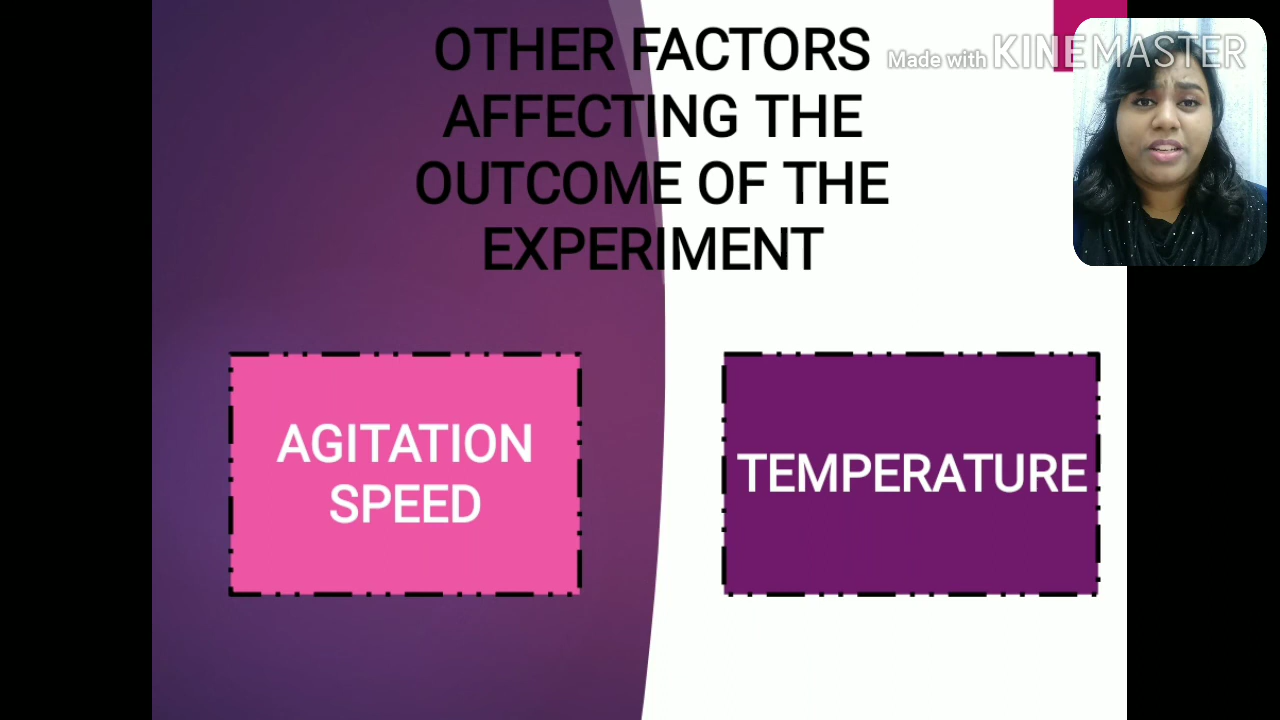 OTHER FACTORS
AFFECTING THE
OUTCOME OF THE
EXPERIMENT
Made with KINEMASTER
AGITATION
SPEED
TEMPERATURE